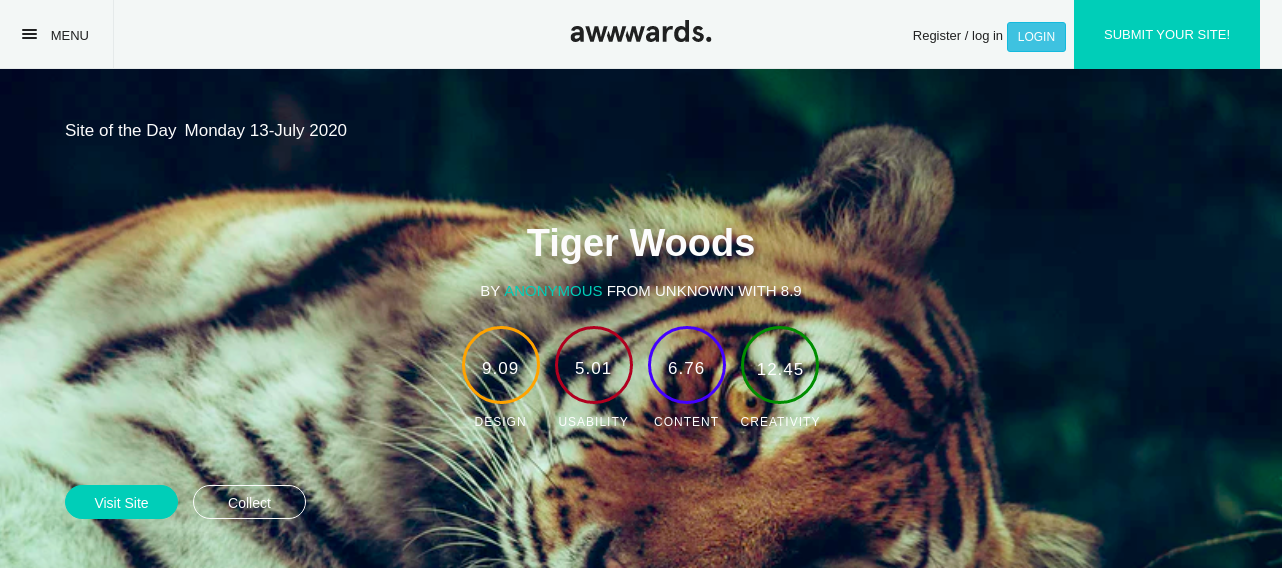 MENU
awwwards.
Register / log in
LOGIN
SUBMIT YOUR SITE!
Site of the Day Monday 13-July 2020
Tiger Woods
BY ANONYMOUS FROM UNKNOWN WITH 8.9
9.09 5.01 6.76 12.45
DESIGN USABILITY CONTENT CREATIVITY
Visit Site Collect